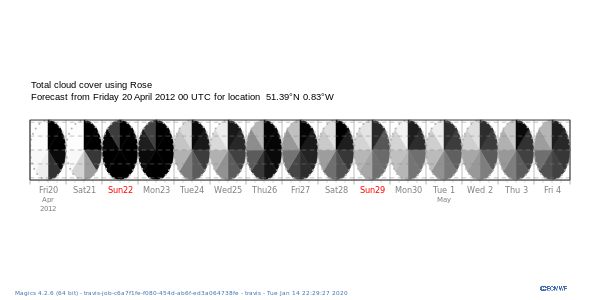 Total cloud cover using Rose
Forecast from Friday 20 April 2012 00 UTC for location  51.39°N 0.83°W
Fri20 Sat21 Sun22 Mon23 Tue24 Wed25 Thu26 Fri27 Sat28 Sun29 Mon30 Tue 1 Wed 2 Thu 3 Fri 4
Apr May
2012
Magics 4.2.6 (64 bit) - travis-job-c6a7f1fe-f080-454d-ab6f-ed3a064738fe - travis - Tue Jan 14 22:29:27 2020
ECMWF